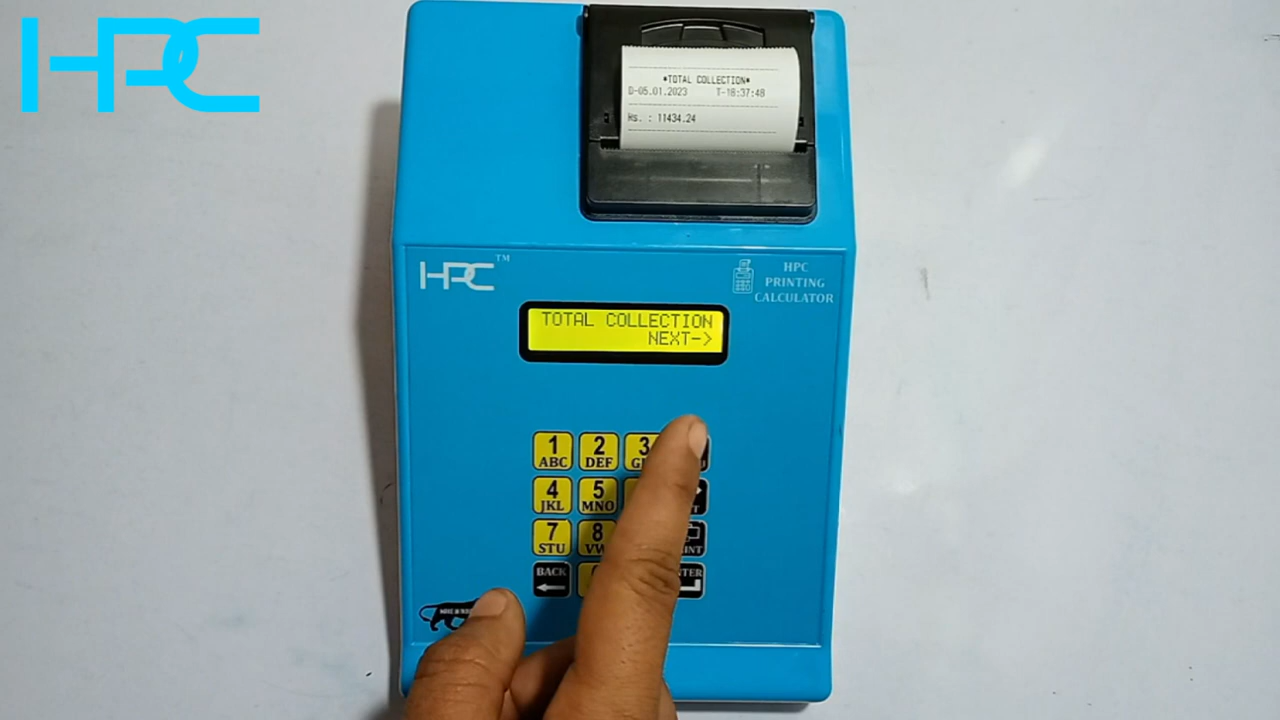 HPC
*TOTAL COLLECTION*
D-05.01.2023 T-18:37:48
Rs. : 11434.24
HPC™
HPC
PRINTING
CALCULATOR
TOTAL COLLECTION
NEXT->
1 2 3
ABC DEF
4 5
JKL MNO
7 8
STU
BACK